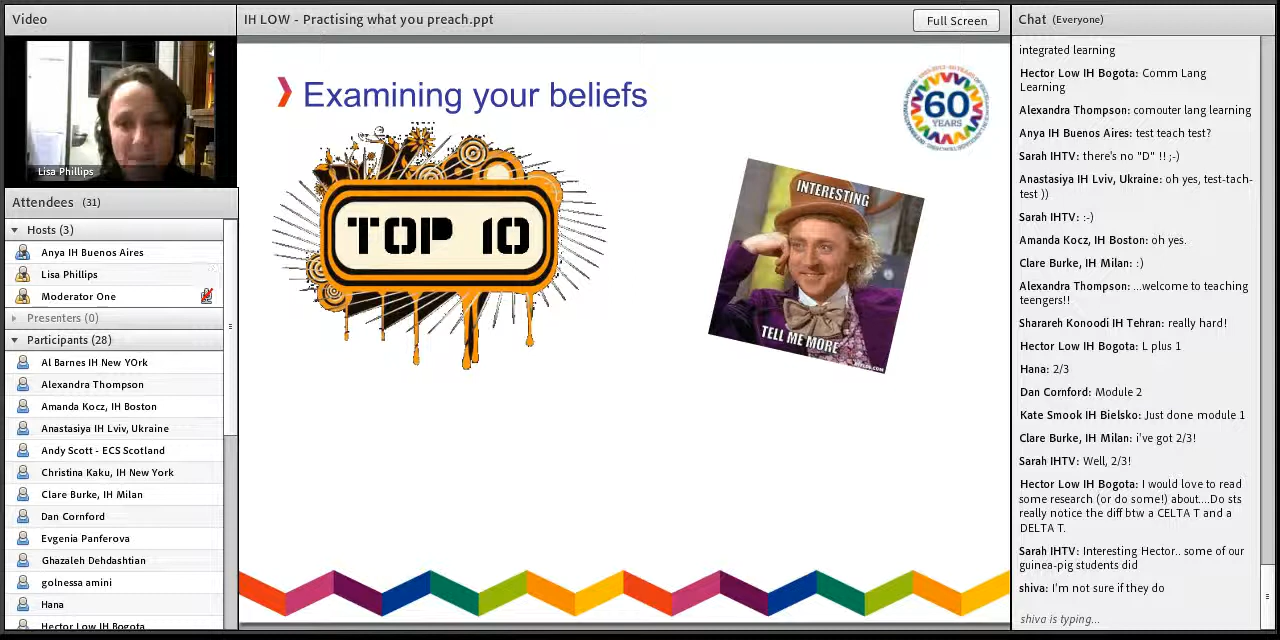 Video
IH LOW - Practising what you preach.ppt
Full Screen
Chat (Everyone)
Lisa Phillips
Attendees (31)
Hosts (3)
Anya IH Buenos Aires
Lisa Phillips
Moderator One
Presenters (0)
Participants (28)
Al Barnes IH New YOrk
Alexandra Thompson
Amanda Kocz, IH Boston
Anastasiya IH Lviv, Ukraine
Andy Scott - ECS Scotland
Christina Kaku, IH New York
Clare Burke, IH Milan
Dan Cornford
Evgenia Panferova
Ghazaleh Dehdashtian
golnessa amini
Hana
Hector Low IH Bogota
Examining your beliefs
60
YEARS
TOP 10
INTERESTING
TELL ME MORE
integrated learning
Hector Low IH Bogota: Comm Lang
Learning
Alexandra Thompson: comouter lang learning
Anya IH Buenos Aires: test teach test?
Sarah IHTV: there's no "D" !! ;-)
Anastasiya IH Lviv, Ukraine: oh yes, test-tach-
test ))
Sarah IHTV: :-)
Amanda Kocz, IH Boston: oh yes.
Clare Burke, IH Milan: :)
Alexandra Thompson: ...welcome to teaching
teengers!!
Sharareh Konoodi IH Tehran: really hard!
Hector Low IH Bogota: L plus 1
Hana: 2/3
Dan Cornford: Module 2
Kate Smook IH Bielsko: Just done module 1
Clare Burke, IH Milan: i've got 2/3!
Sarah IHTV: Well, 2/3!
Hector Low IH Bogota: I would love to read
some research (or do some!) about....Do sts
really notice the diff btw a CELTA T and a
DELTA T.
Sarah IHTV: Interesting Hector.. some of our
guinea-pig students did
shiva: I'm not sure if they do
shiva is typing...